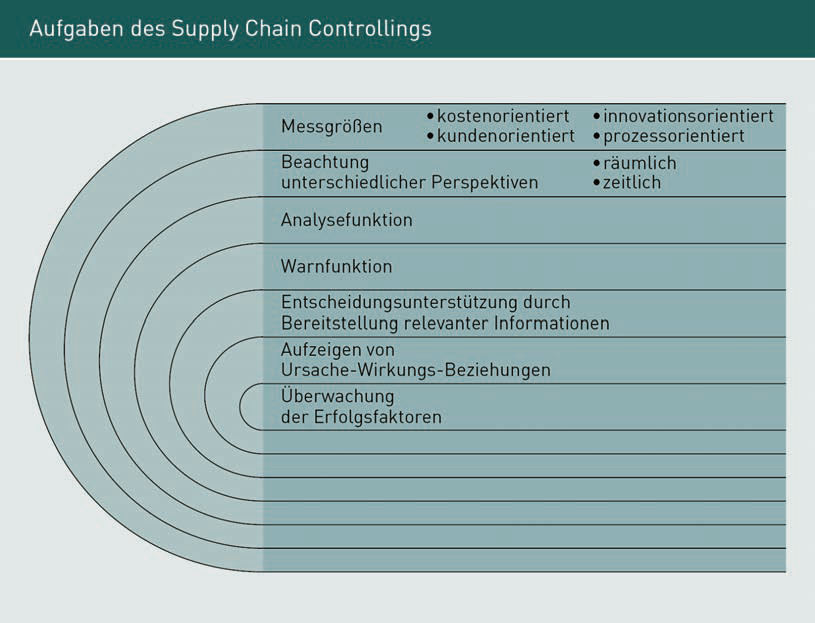 Aufgaben des Supply Chain Controllings
Messgrößen
• kostenorientiert
• kundenorientiert
• innovationsorientiert
• prozessorientiert
Beachtung
unterschiedlicher Perspektiven
• räumlich
• zeitlich
Analysefunktion
Warnfunktion
Entscheidungsunterstützung durch
Bereitstellung relevanter Informationen
Aufzeigen von
Ursache-Wirkungs-Beziehungen
Überwachung
der Erfolgsfaktoren